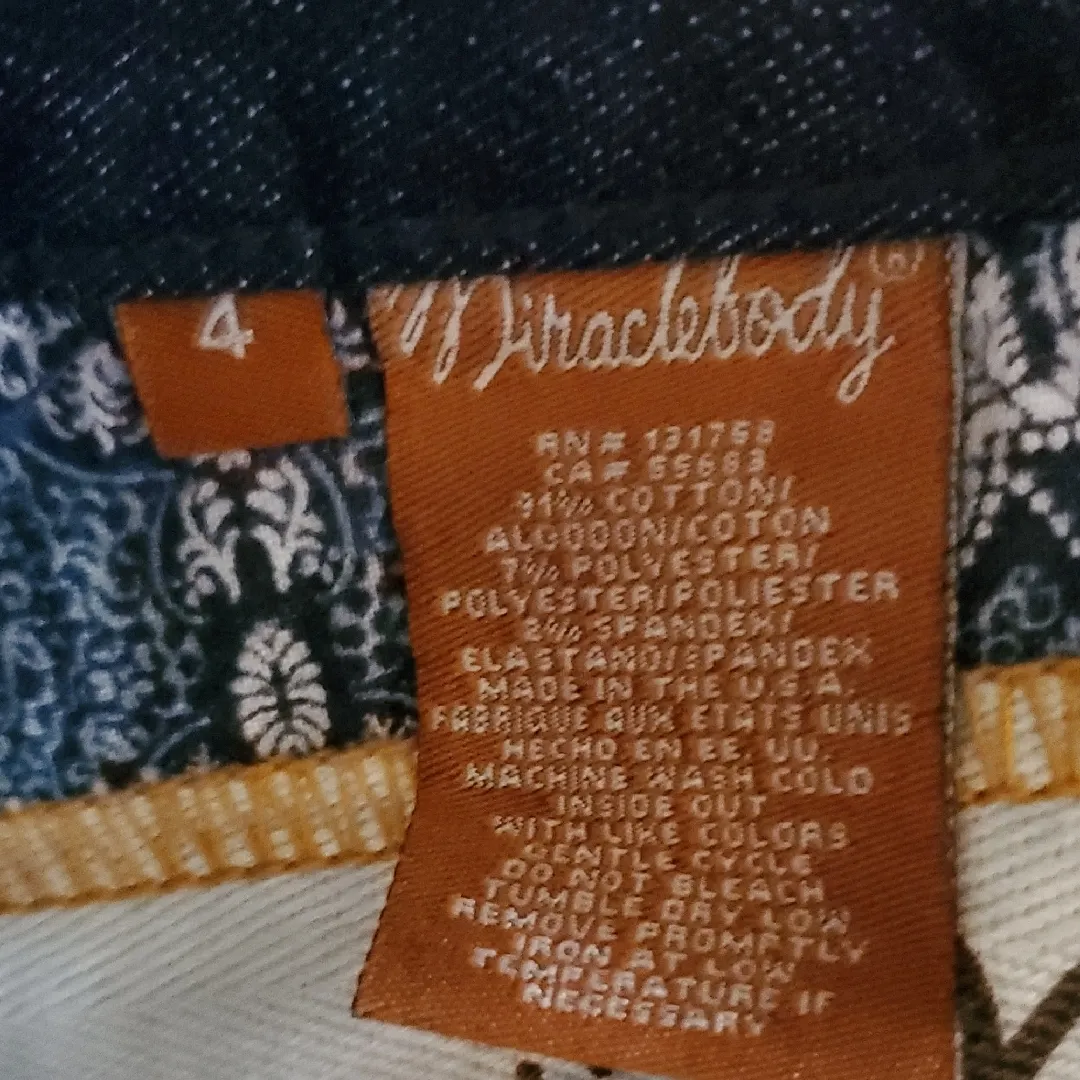 4
Miraclebody®
RN # 131753
CA # 55683
91% COTTON/
ALGODON/COTON
7% POLYESTER/
POLYESTER/POLIESTER
2% SPANDEX/
ELASTANO/SPANDEX
MADE IN THE U.S.A.
FABRIQUE AUX ETATS UNIS
HECHO EN EE. UU.
MACHINE WASH COLD
INSIDE OUT
WITH LIKE COLORS
GENTLE CYCLE
DO NOT BLEACH
TUMBLE DRY LOW
REMOVE PROMPTLY
IRON AT LOW
TEMPERATURE IF
NECESSARY